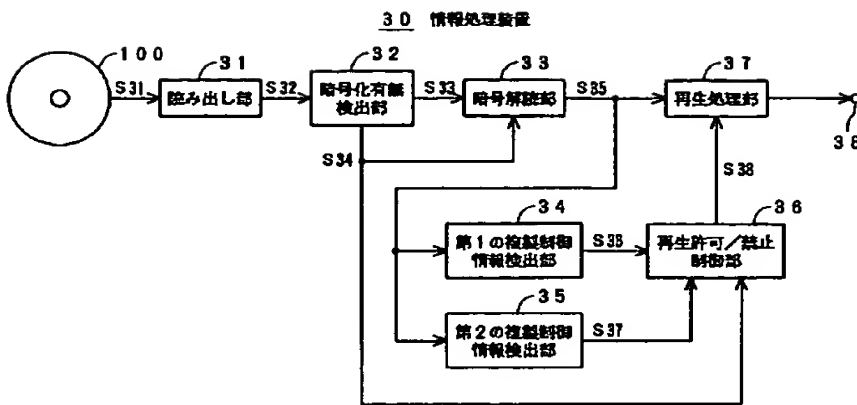 30 情報処理装置
100
31
32
33
37
S31
読み出し部
S32
暗号化有無
検出部
S33
暗号解読部
S35
再生処理部
38
S34
S38
34
36
第1の複製制御
情報検出部
S36
再生許可/禁止
制御部
35
第2の複製制御
情報検出部
S37